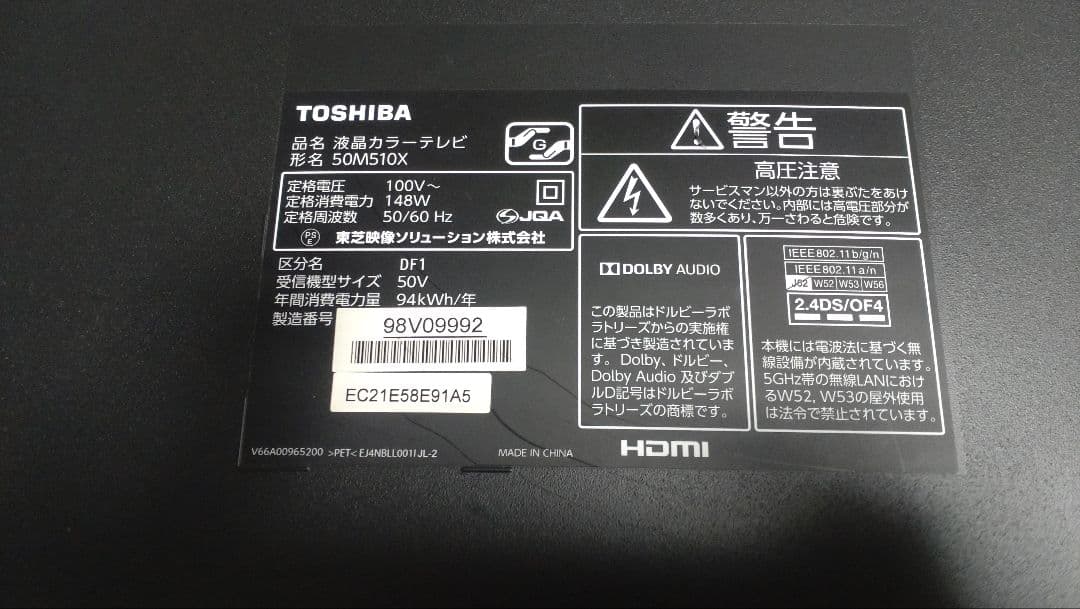 TOSHIBA
品名 液晶カラーテレビ
形名 50M510X
G
定格電圧 100V～
定格消費電力 148W
定格周波数 50/60 Hz
JQA
PS
E
東芝映像ソリューション株式会社
区分名 DF1
受信機型サイズ 50V
年間消費電力量 94kWh/年
製造番号
98V09992
EC21E58E91A5
V66A00965200 >PET< EJ4NBLL001IJL-2
MADE IN CHINA
警告
高圧注意
サービスマン以外の方は裏ぶたをあけ
ないでください。内部には高電圧部分が
数多くあり、万一さわると危険です。
DOLBY AUDIO
この製品はドルビーラボ
ラトリーズからの実施権
に基づき製造されていま
す。Dolby、ドルビー、
Dolby Audio 及びダブ
ルD記号はドルビーラボ
ラトリーズの商標です。
IEEE802.11b/g/n
IEEE802.11a/n
J52 W52 W53 W56
2.4DS/OF4
本機には電波法に基づく無
線設備が内蔵されています。
5GHz帯の無線LANにおけ
るW52, W53の屋外使用
は法令で禁止されています。
HDMI